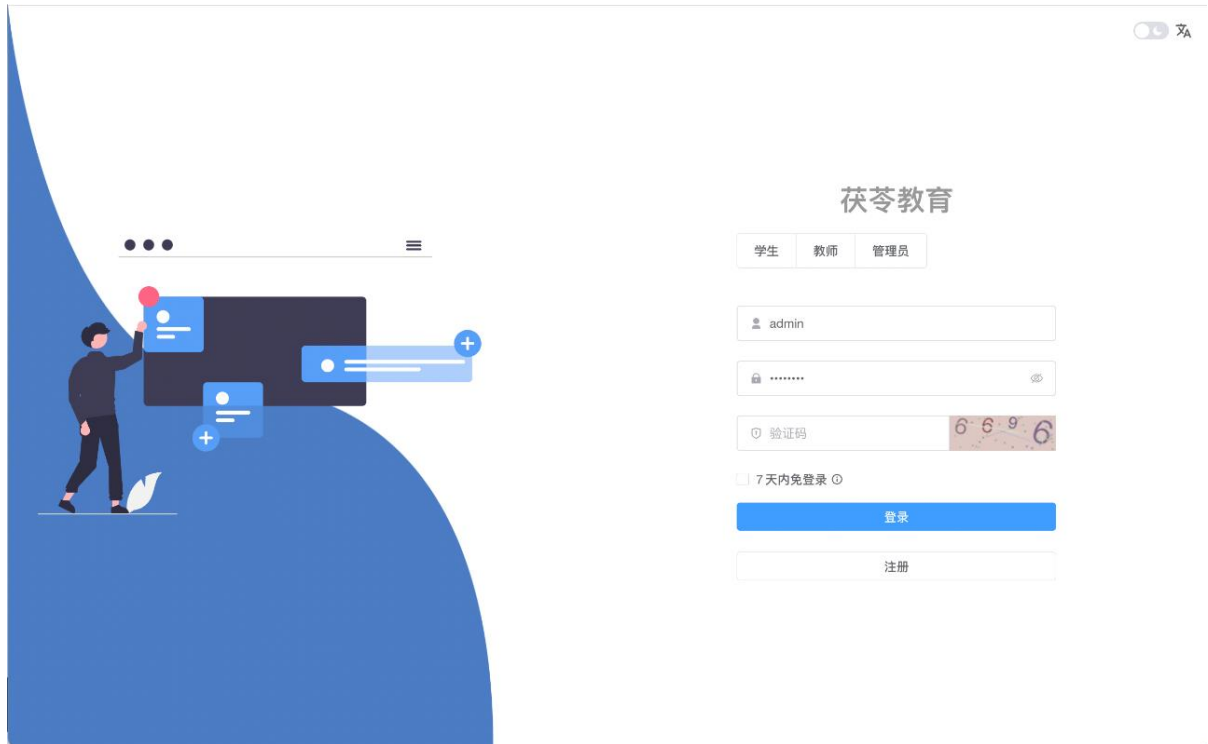 茯苓教育
学生 教师 管理员
admin
••••••••
验证码 6 6 9 6
7天内免登录
登录
注册